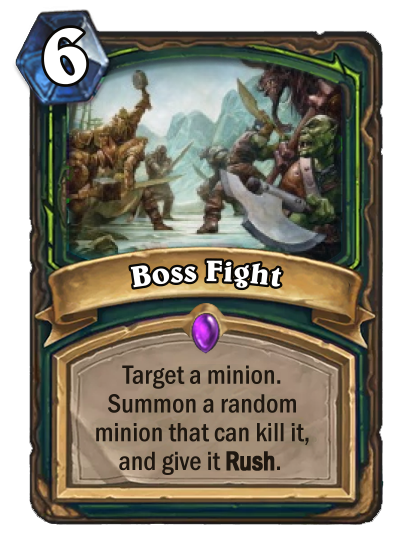 6
Boss Fight
Target a minion.
Summon a random
minion that can kill it,
and give it Rush.